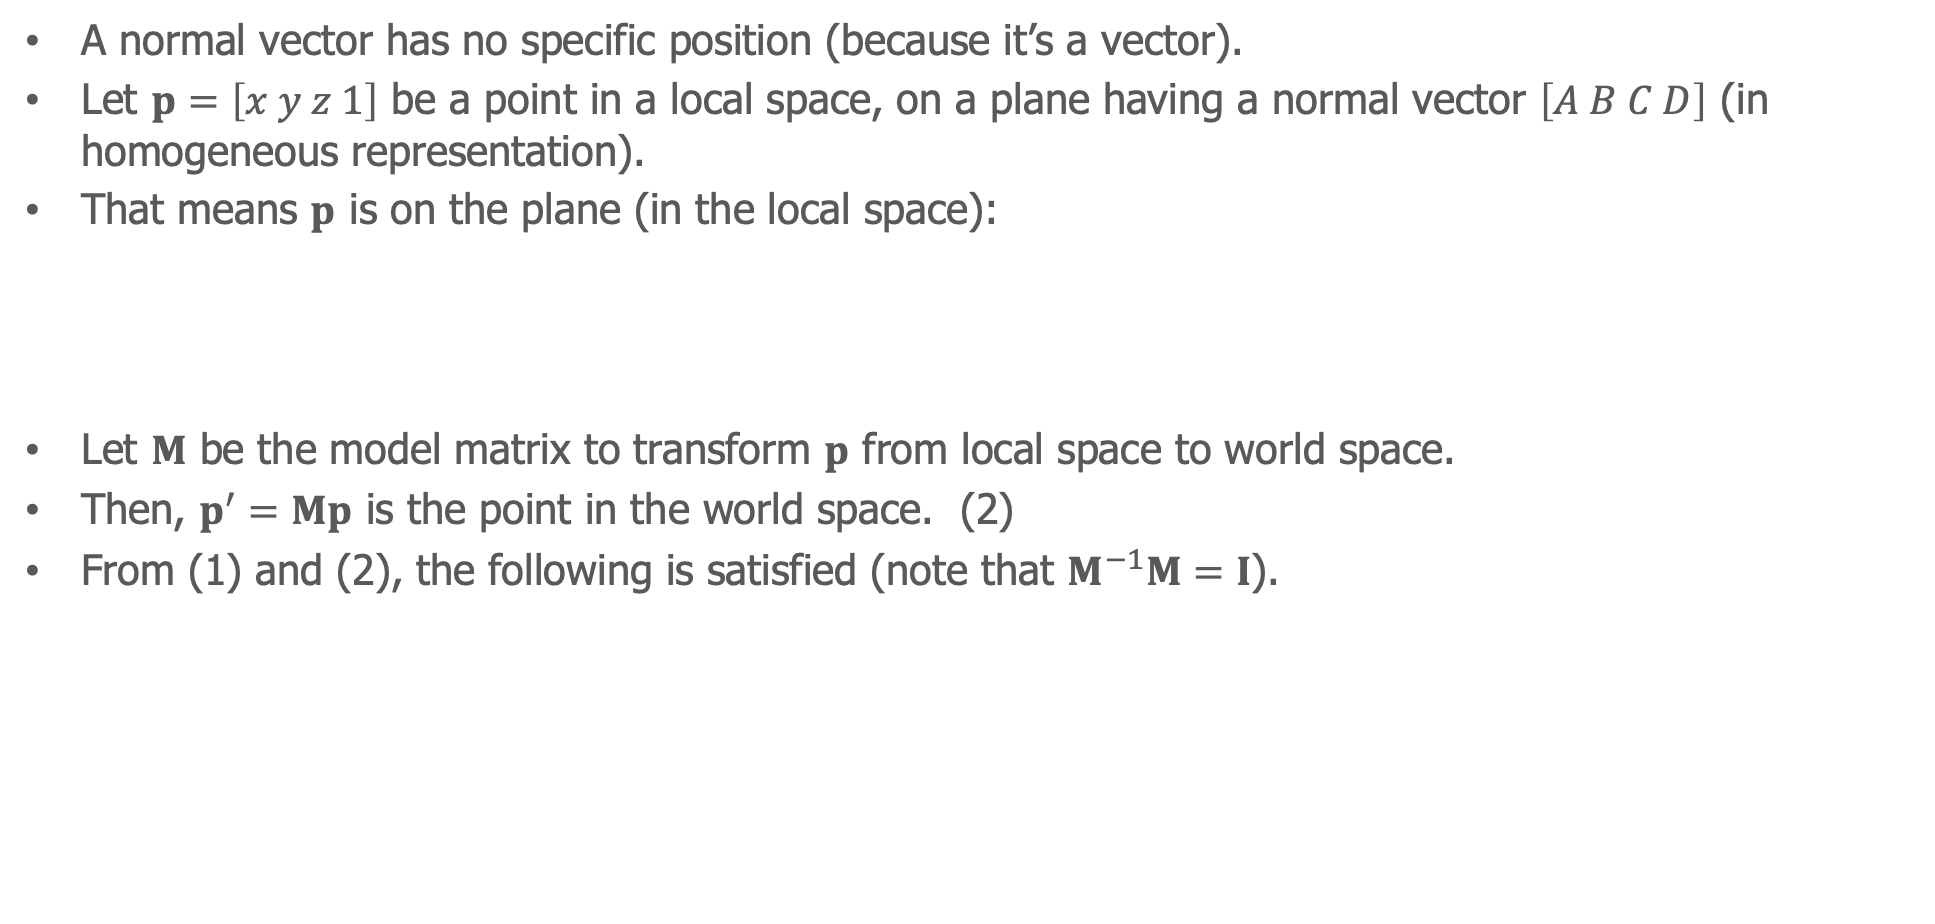 • A normal vector has no specific position (because it’s a vector).
• Let 𝐩 = [𝑥 𝑦 𝑧 1] be a point in a local space, on a plane having a normal vector [𝐴 𝐵 𝐶 𝐷] (in
homogeneous representation).
• That means 𝐩 is on the plane (in the local space):
• Let 𝐌 be the model matrix to transform 𝐩 from local space to world space.
• Then, 𝐩′ = 𝐌𝐩 is the point in the world space. (2)
• From (1) and (2), the following is satisfied (note that 𝐌⁻¹𝐌 = 𝐈).